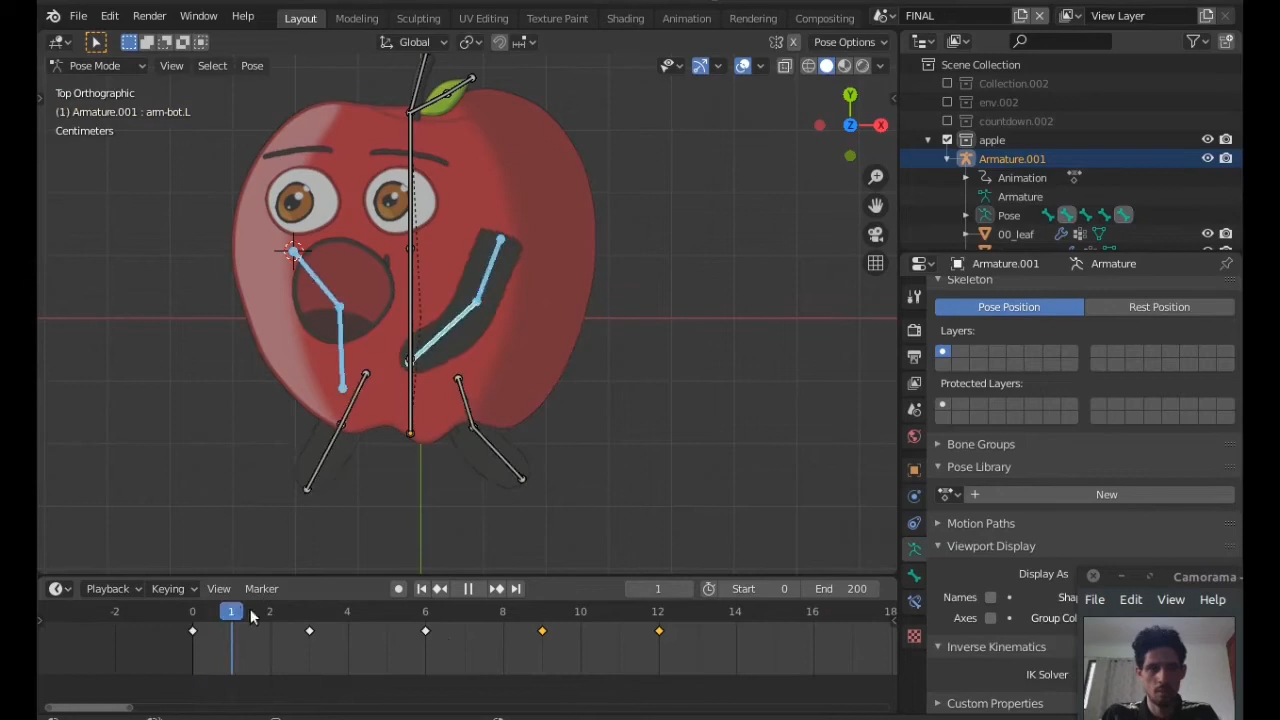 File Edit Render Window Help Layout Modeling Sculpting UV Editing Texture Paint Shading Animation Rendering Compositing FINAL View Layer
Global Pose Options
Pose Mode View Select Pose
Top Orthographic
(1) Armature.001 : arm-bot.L
Centimeters
Y
Z X
Scene Collection
Collection.002
env.002
countdown.002
apple
Armature.001
Animation
Armature
Pose
00_leaf
Armature.001 Armature
Skeleton
Pose Position Rest Position
Layers:
Protected Layers:
Bone Groups
Pose Library
New
Motion Paths
Viewport Display
Display As
Names
Axes Group Col
Inverse Kinematics
IK Solver
Custom Properties
Camorama
File Edit View Help
Playback Keying View Marker 1 Start 0 End 200
-2 0 1 2 4 6 8 10 12 14 16 18